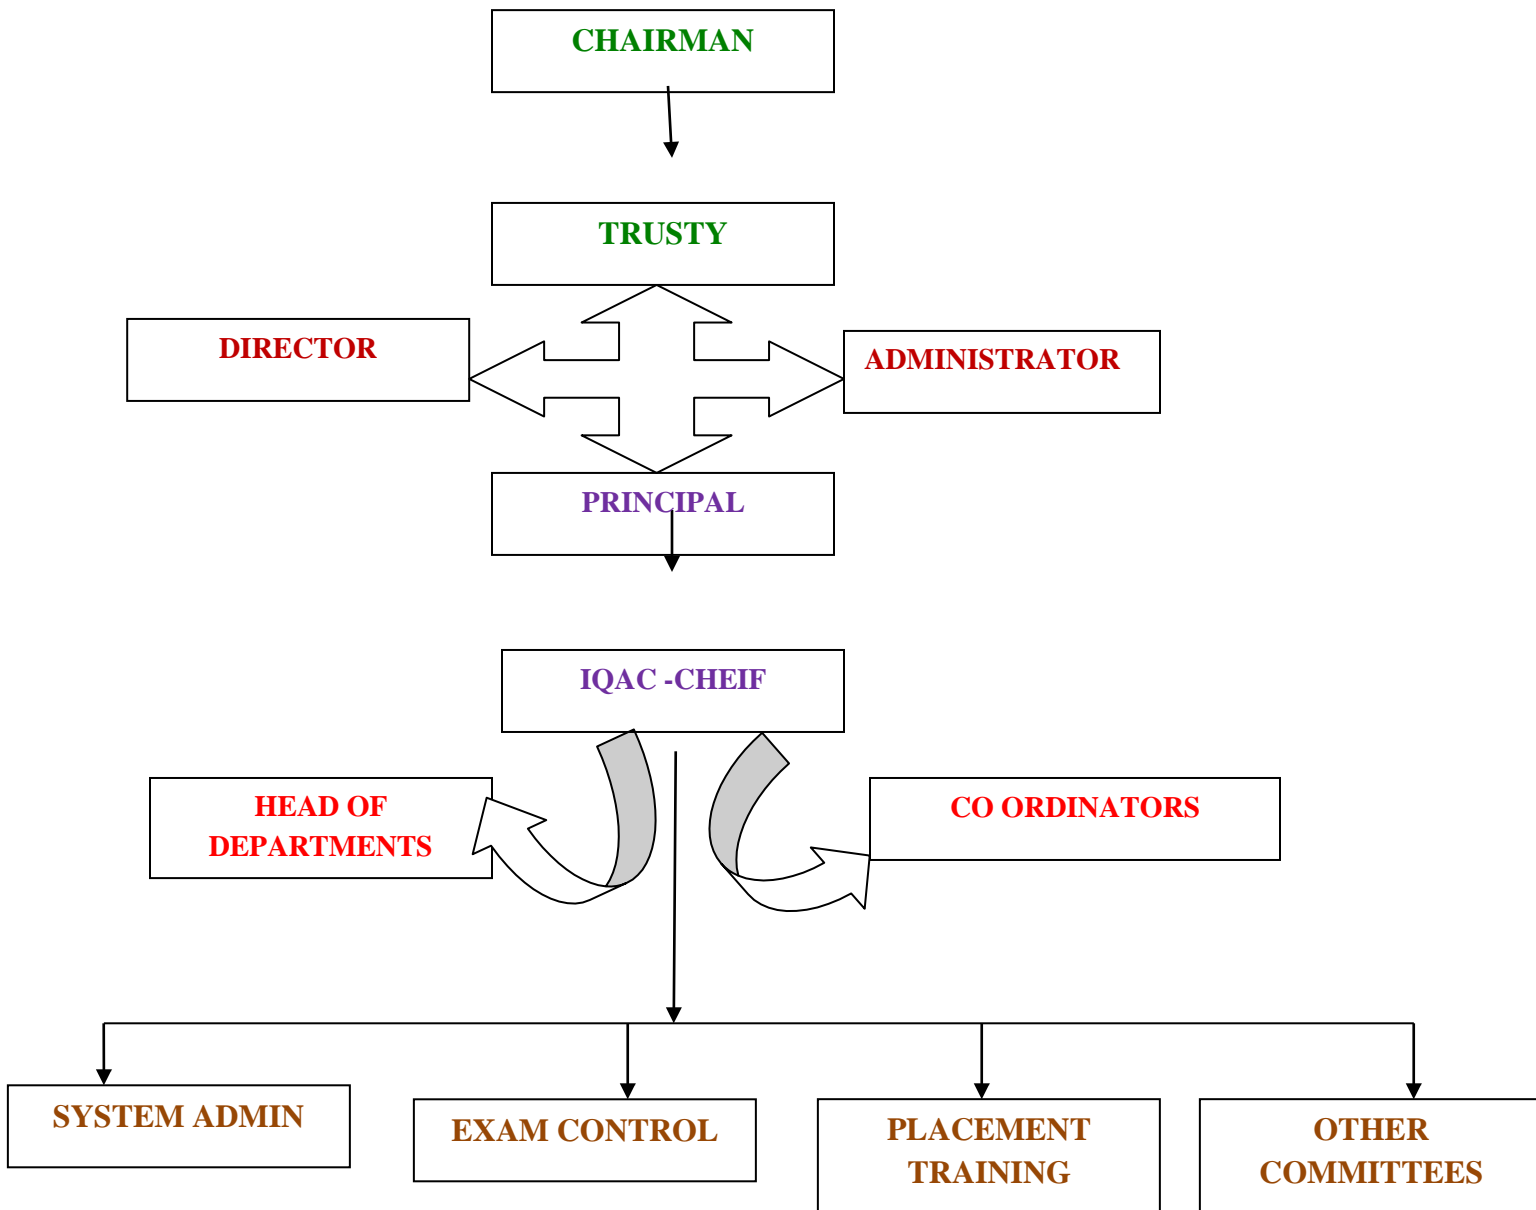 CHAIRMAN
TRUSTY
DIRECTOR
ADMINISTRATOR
PRINCIPAL
IQAC -CHEIF
HEAD OF
DEPARTMENTS
CO ORDINATORS
SYSTEM ADMIN
EXAM CONTROL
PLACEMENT
TRAINING
OTHER
COMMITTEES